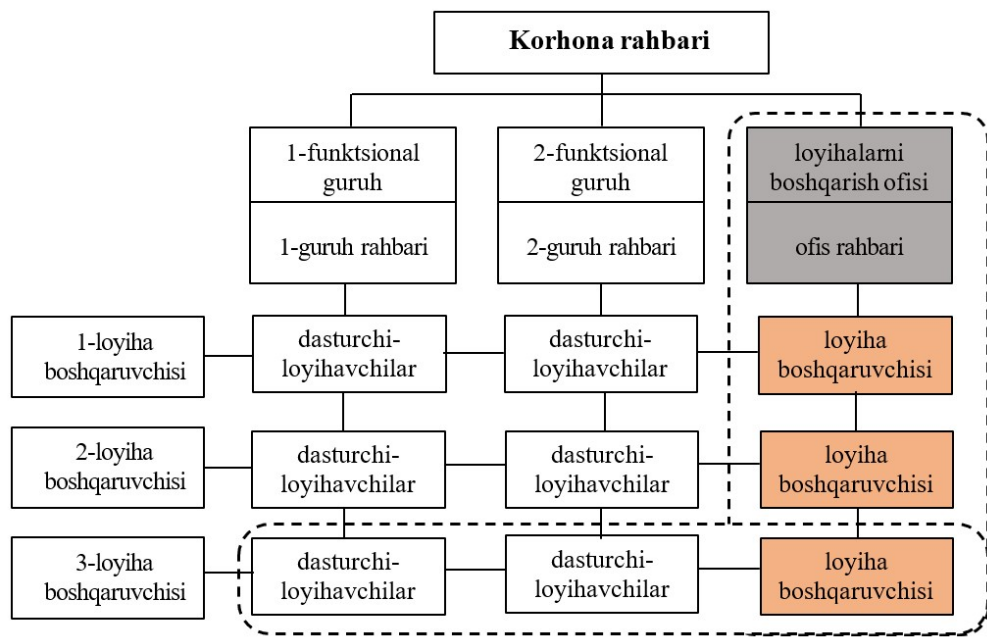 Korhona rahbari
1-funktsional
guruh
1-guruh rahbari
2-funktsional
guruh
2-guruh rahbari
loyihalarni
boshqarish ofisi
ofis rahbari
1-loyiha
boshqaruvchisi
dasturchi-
loyihavchilar
dasturchi-
loyihavchilar
loyiha
boshqaruvchisi
2-loyiha
boshqaruvchisi
dasturchi-
loyihavchilar
dasturchi-
loyihavchilar
loyiha
boshqaruvchisi
3-loyiha
boshqaruvchisi
dasturchi-
loyihavchilar
dasturchi-
loyihavchilar
loyiha
boshqaruvchisi